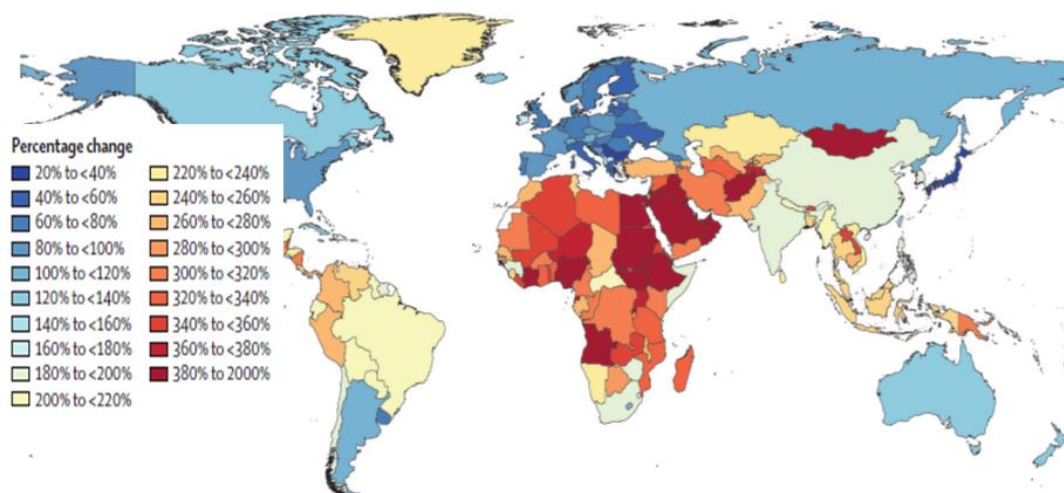 Percentage change
20% to <40%
40% to <60%
60% to <80%
80% to <100%
100% to <120%
120% to <140%
140% to <160%
160% to <180%
180% to <200%
200% to <220%
220% to <240%
240% to <260%
260% to <280%
280% to <300%
300% to <320%
320% to <340%
340% to <360%
360% to <380%
380% to 2000%